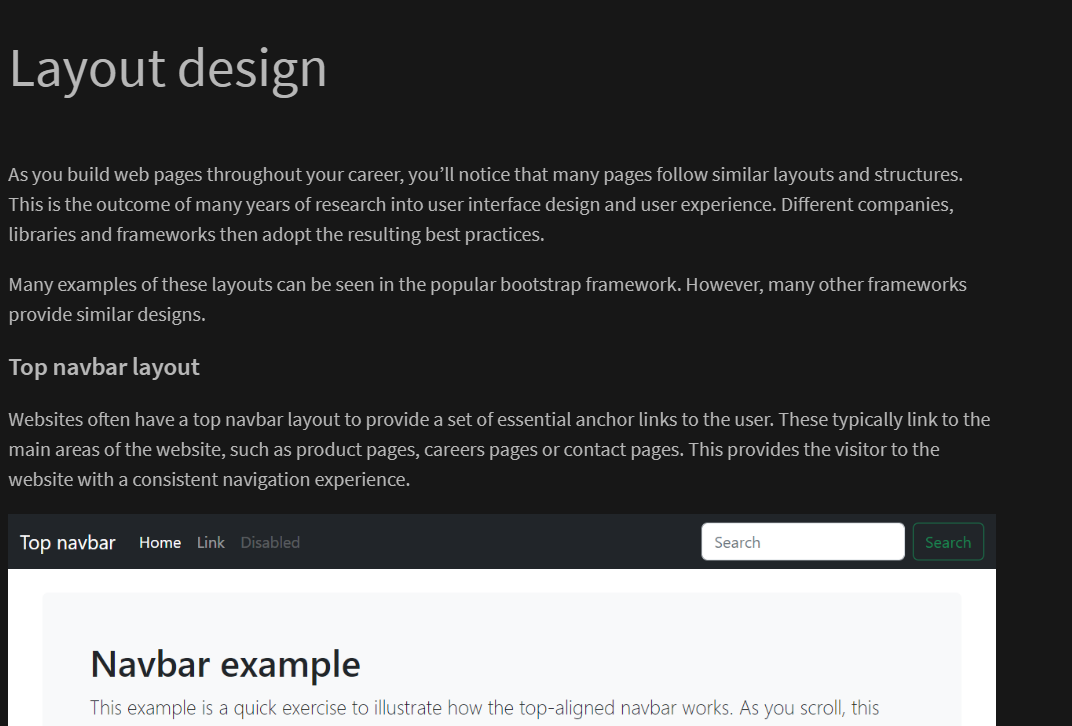 Layout design
As you build web pages throughout your career, you’ll notice that many pages follow similar layouts and structures.
This is the outcome of many years of research into user interface design and user experience. Different companies,
libraries and frameworks then adopt the resulting best practices.
Many examples of these layouts can be seen in the popular bootstrap framework. However, many other frameworks
provide similar designs.
Top navbar layout
Websites often have a top navbar layout to provide a set of essential anchor links to the user. These typically link to the
main areas of the website, such as product pages, careers pages or contact pages. This provides the visitor to the
website with a consistent navigation experience.
Top navbar Home Link Disabled Search Search
Navbar example
This example is a quick exercise to illustrate how the top-aligned navbar works. As you scroll, this